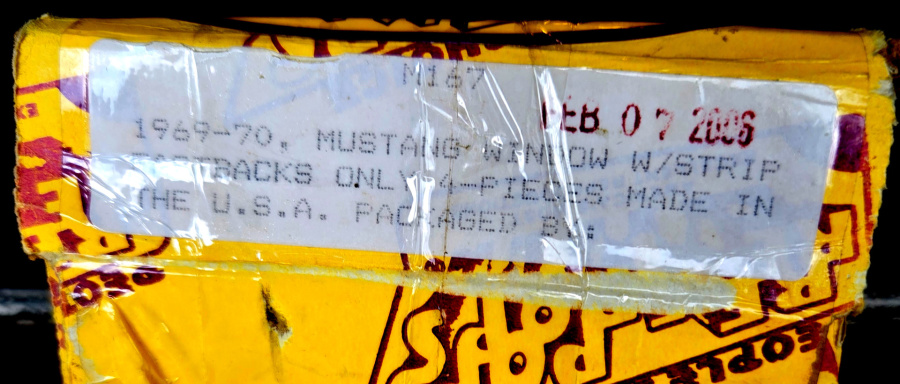 M167
FEB 07 2006
1969-70. MUSTANG WINDOW W/STRIP
FASTBACKS ONLY 4-PIECES MADE IN
THE U.S.A. PACKAGED BY: